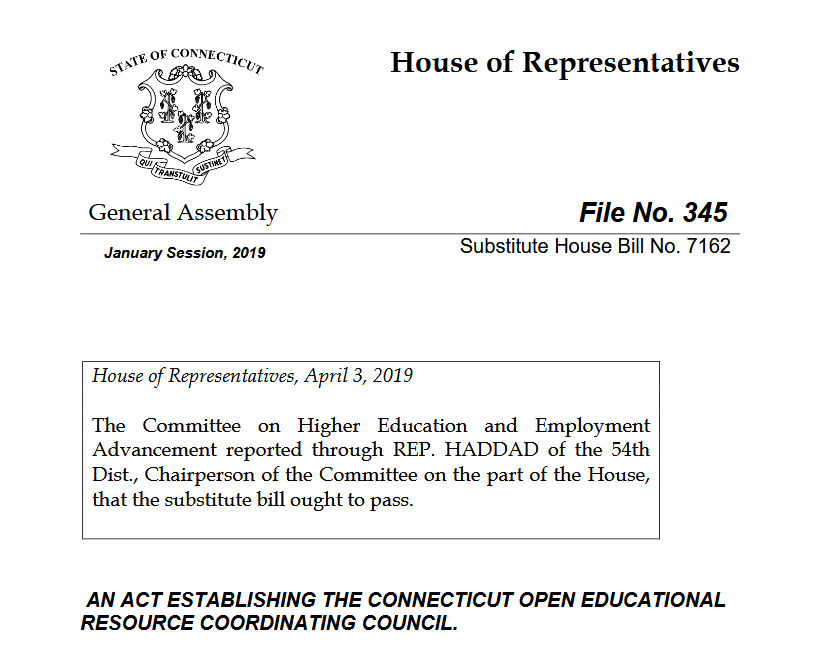 STATE OF CONNECTICUT
House of Representatives
QUI TRANSTULIT SUSTINET
General Assembly
File No. 345
January Session, 2019
Substitute House Bill No. 7162
House of Representatives, April 3, 2019
The Committee on Higher Education and Employment
Advancement reported through REP. HADDAD of the 54th
Dist., Chairperson of the Committee on the part of the House,
that the substitute bill ought to pass.
AN ACT ESTABLISHING THE CONNECTICUT OPEN EDUCATIONAL
RESOURCE COORDINATING COUNCIL.